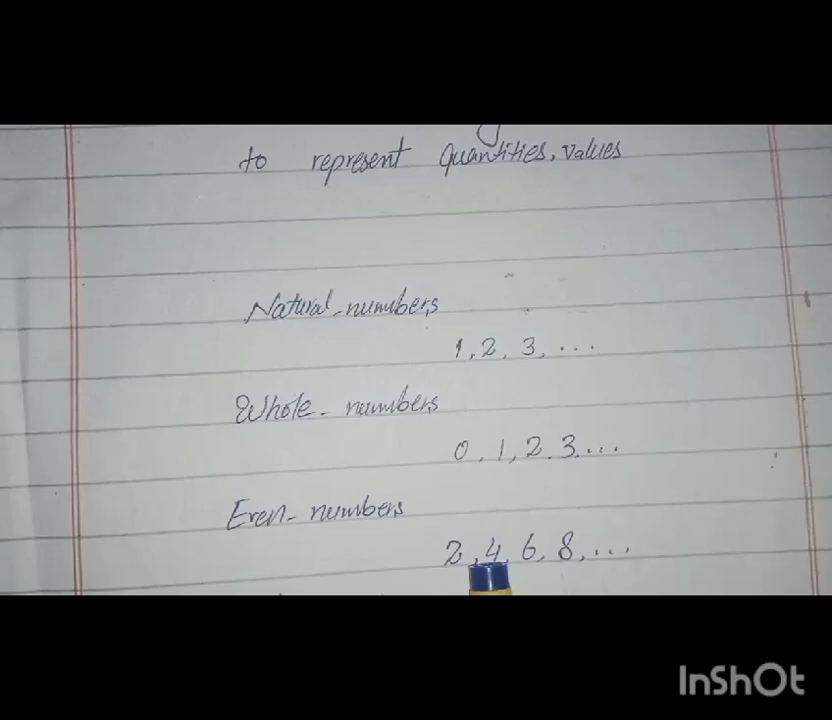 to represent quantities, values
Natural-numbers
1, 2, 3, ...
Whole-numbers
0, 1, 2, 3, ...
Even-numbers
2, 4, 6, 8, ...
InShOt